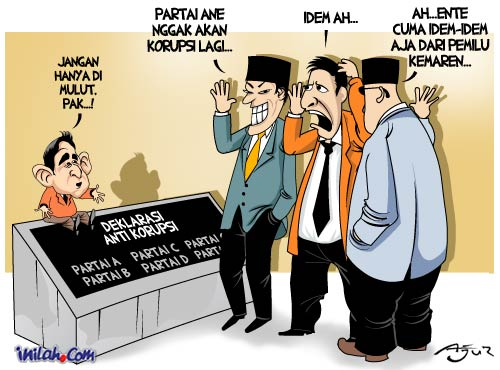 JANGAN
HANYA DI
MULUT,
PAK...!
PARTAI ANE
NGGAK AKAN
KORUPSI LAGI...
IDEM AH...
AH...ENTE
CUMA IDEM-IDEM
AJA DARI PEMILU
KEMAREN...
DEKLARASI
ANTI KORUPSI
PARTAI A PARTAI C PARTAI
PARTAI B PARTAI D PARTAI
inilah.com